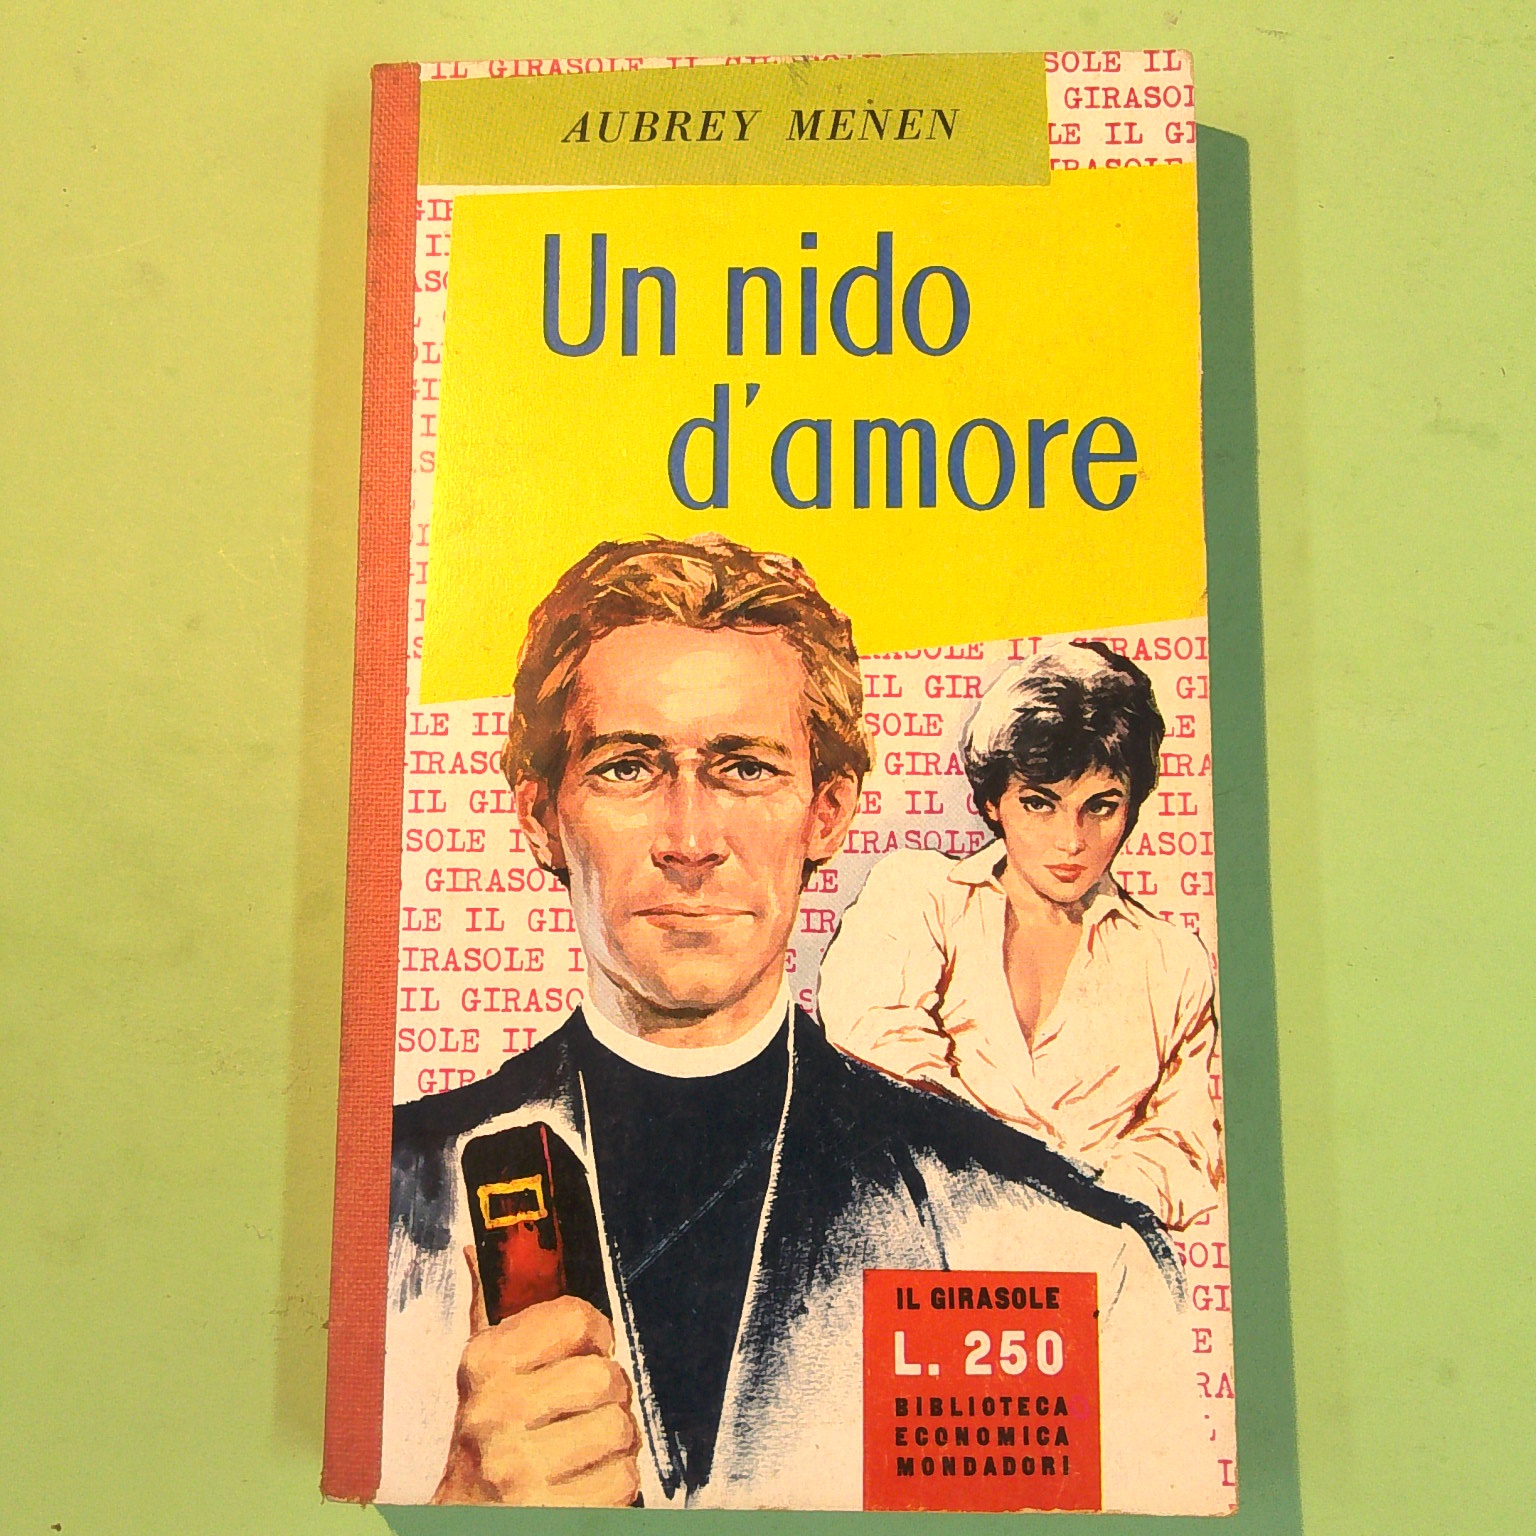 AUBREY MENEN
Un nido
d'amore
IL GIRASOLE
L. 250
BIBLIOTECA
ECONOMICA
MONDADORI